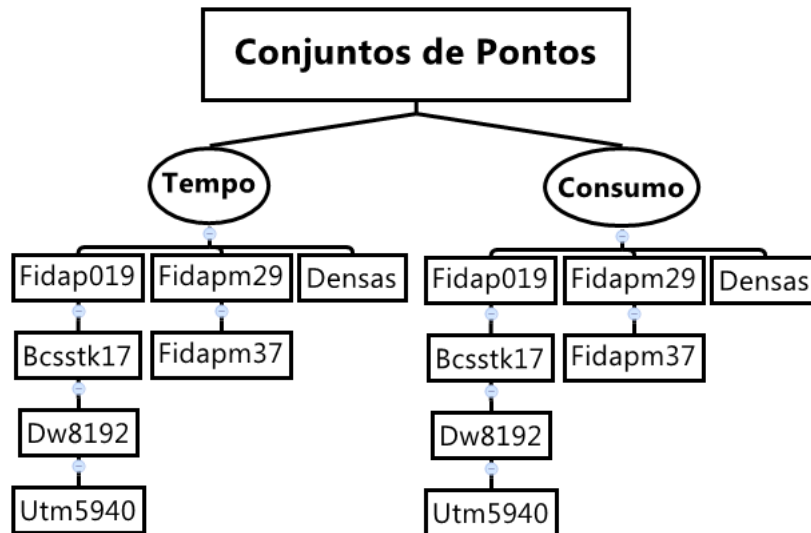 Conjuntos de Pontos
Tempo
Consumo
Fidap019
Fidapm29
Densas
Fidap019
Fidapm29
Densas
Bcsstk17
Fidapm37
Bcsstk17
Fidapm37
Dw8192
Dw8192
Utm5940
Utm5940